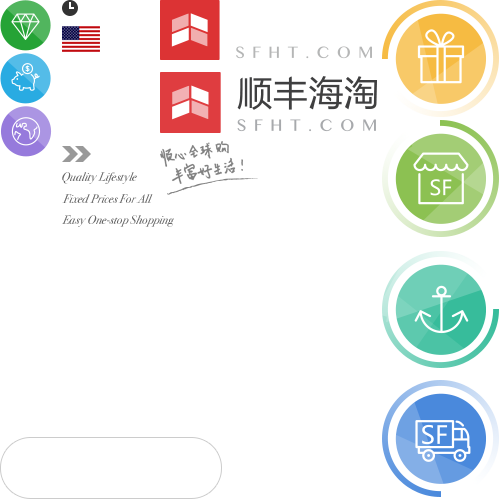 SFHT.COM
顺丰海淘
SFHT.COM
顺心全球购
丰富好生活!
Quality Lifestyle
Fixed Prices For All
Easy One-stop Shopping
$
SF
SF